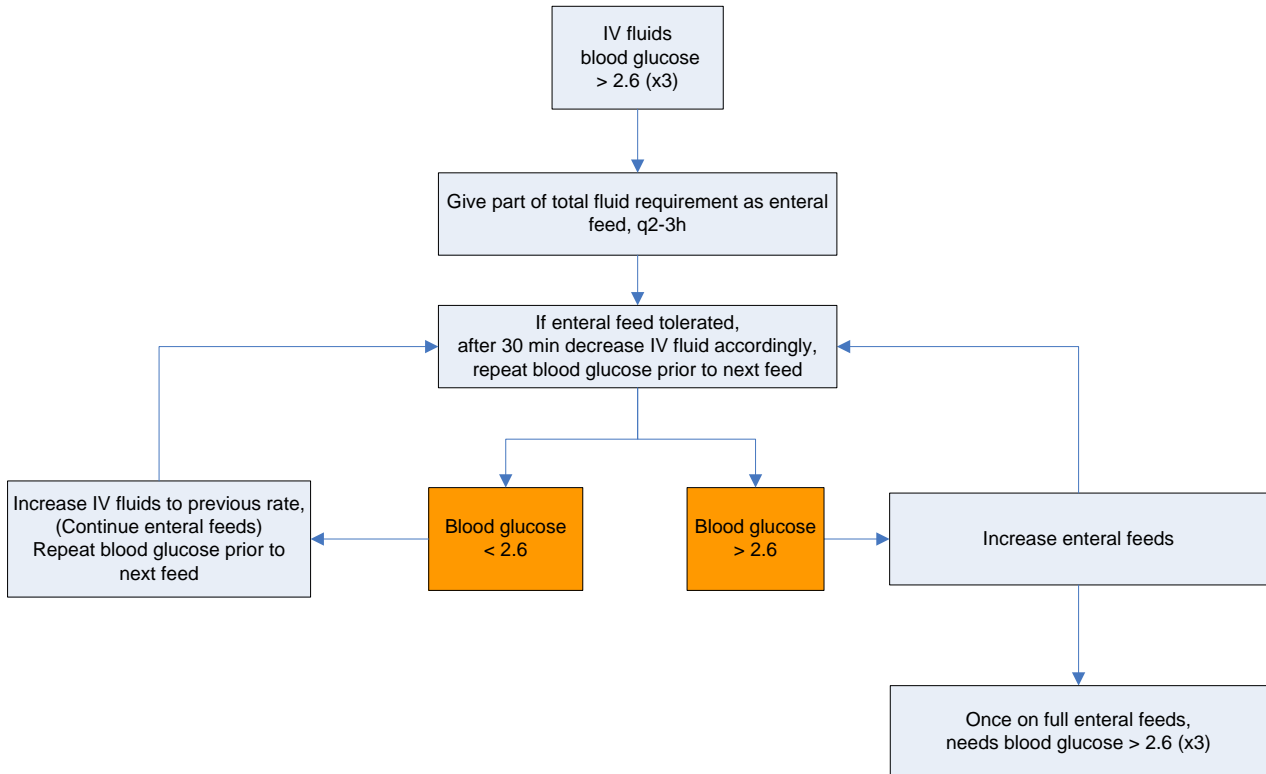 IV fluids
blood glucose
> 2.6 (x3)
Give part of total fluid requirement as enteral
feed, q2-3h
If enteral feed tolerated,
after 30 min decrease IV fluid accordingly,
repeat blood glucose prior to next feed
Increase IV fluids to previous rate,
(Continue enteral feeds)
Repeat blood glucose prior to
next feed
Blood glucose
< 2.6
Blood glucose
> 2.6
Increase enteral feeds
Once on full enteral feeds,
needs blood glucose > 2.6 (x3)